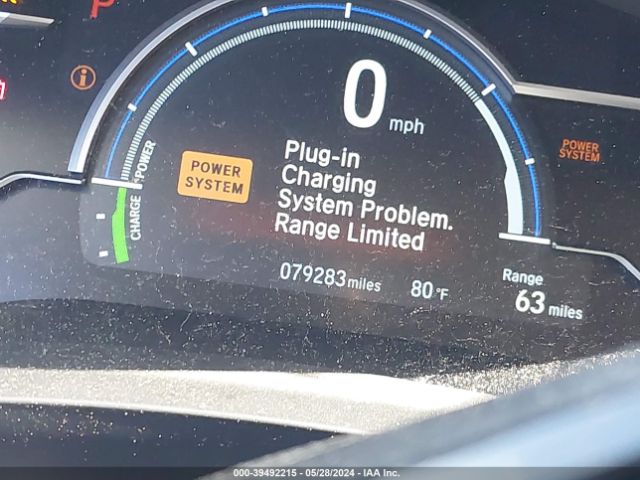 0 mph
POWER
SYSTEM
Plug-in
Charging
System Problem.
Range Limited
POWER
SYSTEM
CHARGE
POWER
079283 miles
80°F
Range
63 miles
000-39492215 - 05/28/2024 - IAA Inc.